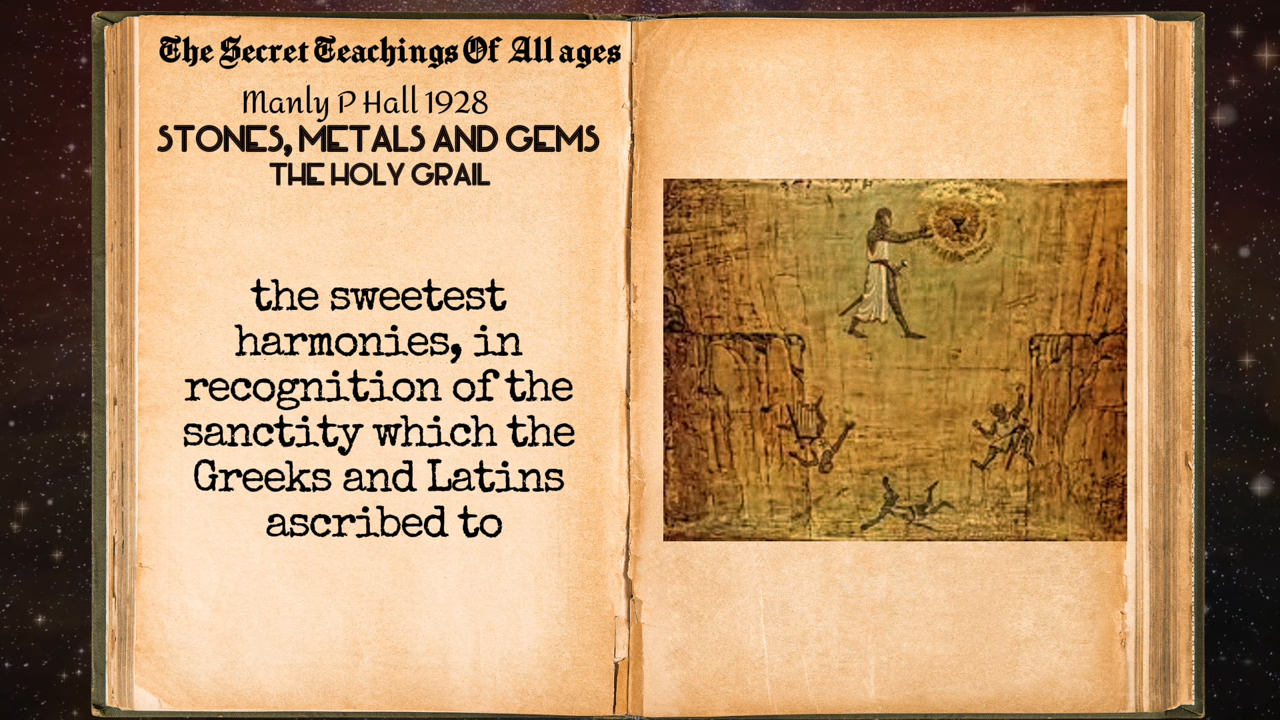 The Secret Teachings Of All ages
Manly P Hall 1928
STONES, METALS AND GEMS
THE HOLY GRAIL
the sweetest
harmonies, in
recognition of the
sanctity which the
Greeks and Latins
ascribed to